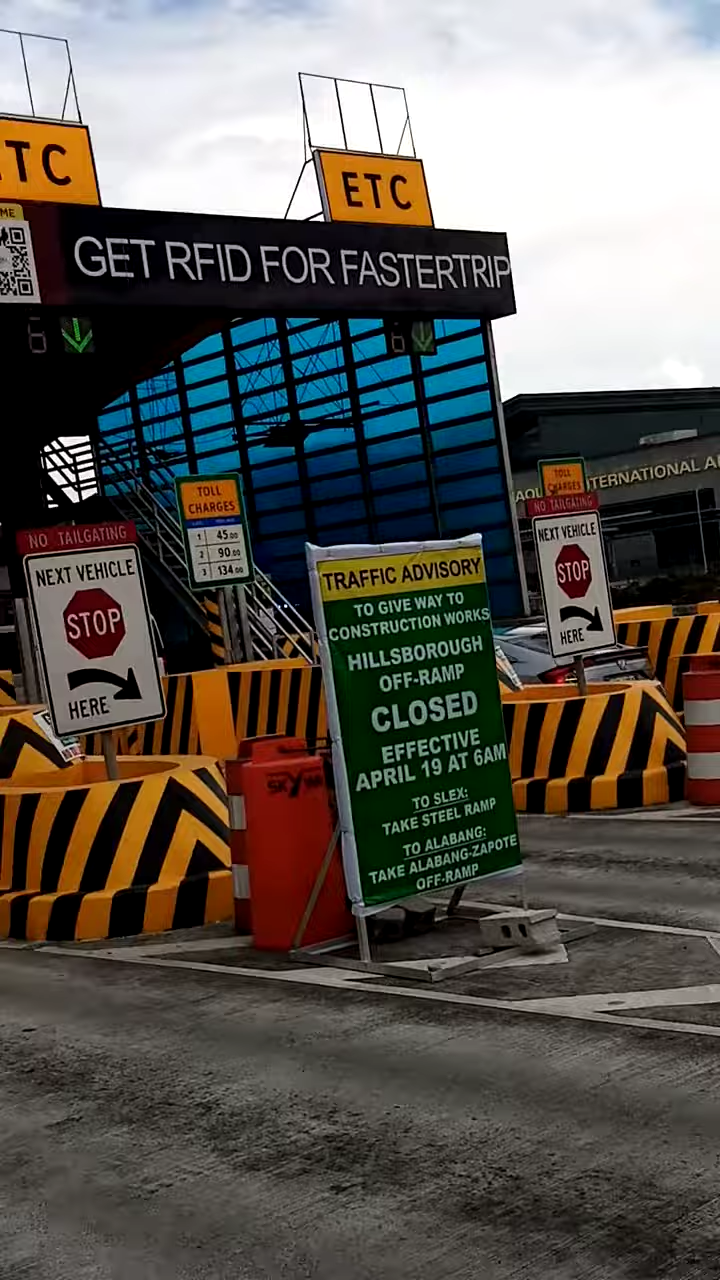 TC
ETC
ME
GET RFID FOR FASTERTRIP
TOLL
CHARGES
1 45.00
2 90.00
3 134.00
TOLL
CHARGES
INTERNATIONAL
NO TAILGATING
NEXT VEHICLE
STOP
HERE
NO TAILGATING
NEXT VEHICLE
STOP
HERE
TRAFFIC ADVISORY
TO GIVE WAY TO
CONSTRUCTION WORKS
HILLSBOROUGH
OFF-RAMP
CLOSED
EFFECTIVE
APRIL 19 AT 6AM
TO SLEX:
TAKE STEEL RAMP
TO ALABANG:
TAKE ALABANG-ZAPOTE
OFF-RAMP